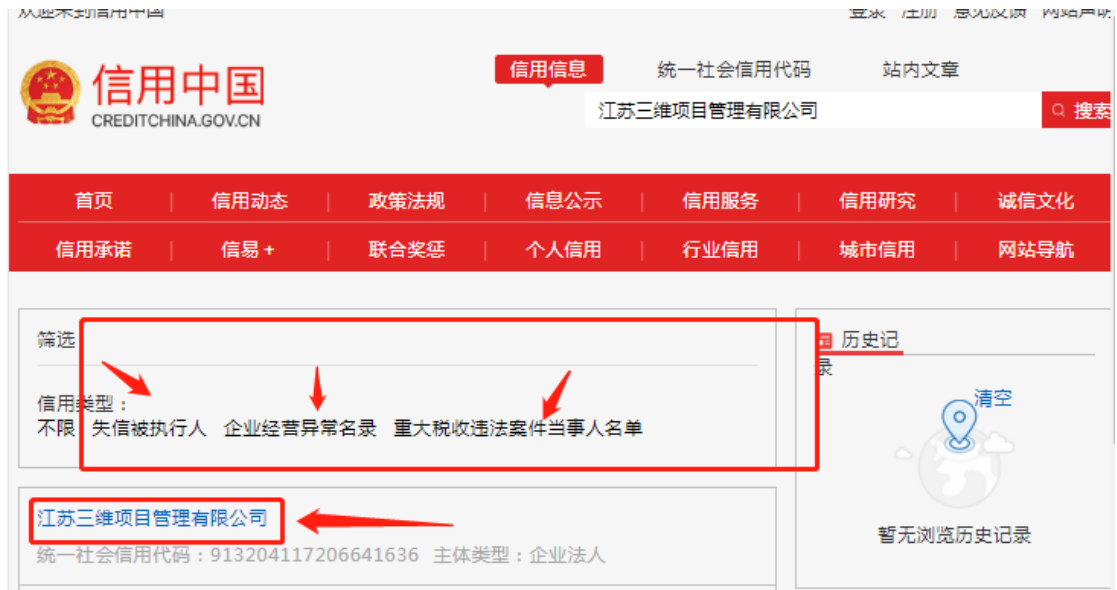 欢迎来到信用中国
登录 注册 意见反馈 网站声明
信用信息 统一社会信用代码 站内文章
信用中国
CREDITCHINA.GOV.CN
江苏三维项目管理有限公司 搜索
首页 信用动态 政策法规 信息公示 信用服务 信用研究 诚信文化
信用承诺 信易+ 联合奖惩 个人信用 行业信用 城市信用 网站导航
筛选
信用类型：
不限 失信被执行人 企业经营异常名录 重大税收违法案件当事人名单
江苏三维项目管理有限公司
统一社会信用代码：913204117206641636 主体类型：企业法人
历史记
录
清空
暂无浏览历史记录